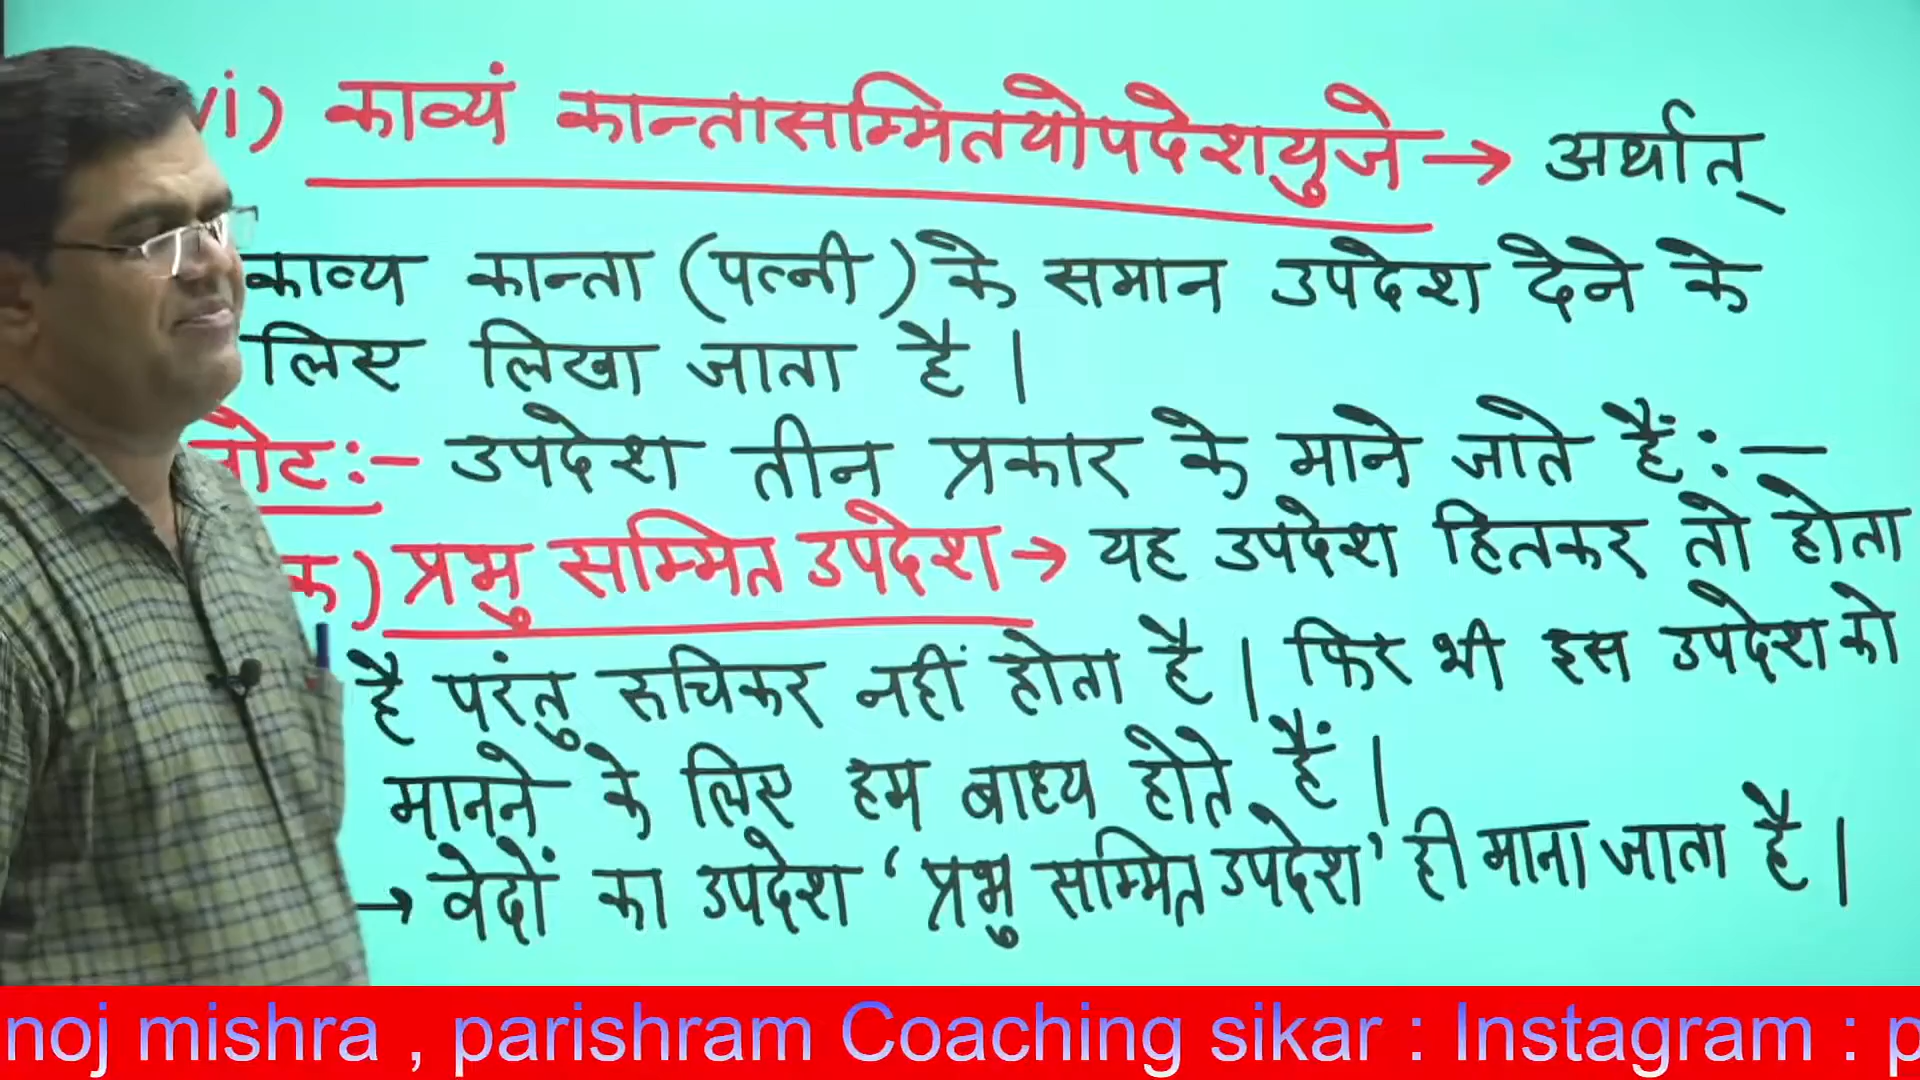 vi) काव्यं कान्तासम्मितयोपदेशयुजे → अर्थात्
काव्य कान्ता (पत्नी) के समान उपदेश देने के
लिए लिखा जाता है |
नोट:- उपदेश तीन प्रकार के माने जाते हैं:-
क) प्रभु सम्मित उपदेश → यह उपदेश हितकर तो होता
है परंतु रूचिकर नहीं होता है | फिर भी इस उपदेश को
मानने के लिए हम बाध्य होते हैं |
→ वेदों का उपदेश ‘प्रभु सम्मित उपदेश’ ही माना जाता है |
noj mishra , parishram Coaching sikar : Instagram : p